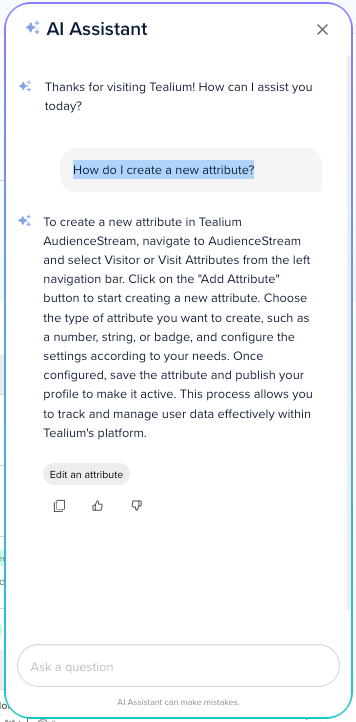 AI Assistant
Thanks for visiting Tealium! How can I assist you
today?
How do I create a new attribute?
To create a new attribute in Tealium
AudienceStream, navigate to AudienceStream
and select Visitor or Visit Attributes from the left
navigation bar. Click on the "Add Attribute"
button to start creating a new attribute. Choose
the type of attribute you want to create, such as
a number, string, or badge, and configure the
settings according to your needs. Once
configured, save the attribute and publish your
profile to make it active. This process allows you
to track and manage user data effectively within
Tealium's platform.
Edit an attribute
Ask a question
AI Assistant can make mistakes.